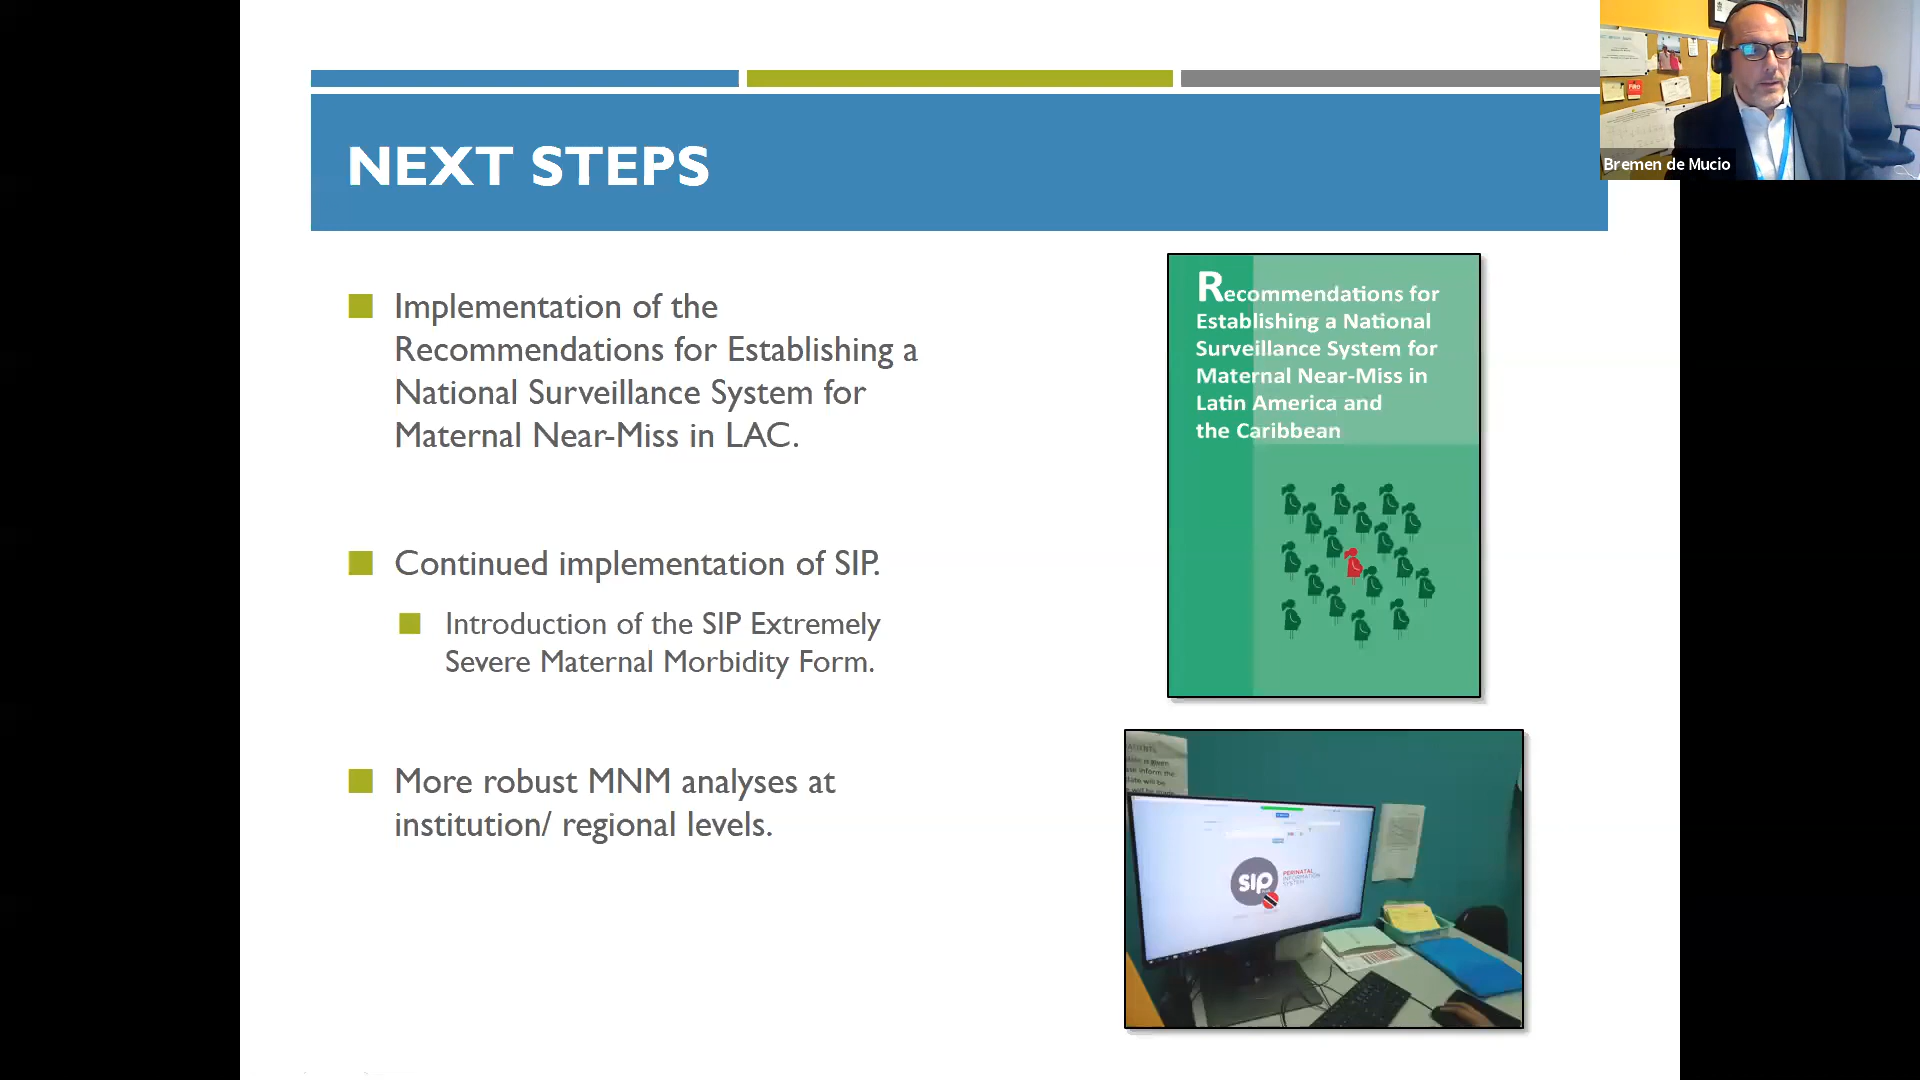 NEXT STEPS
Bremen de Mucio
Implementation of the
Recommendations for Establishing a
National Surveillance System for
Maternal Near-Miss in LAC.
Continued implementation of SIP.
Introduction of the SIP Extremely
Severe Maternal Morbidity Form.
More robust MNM analyses at
institution/ regional levels.
Recommendations for
Establishing a National
Surveillance System for
Maternal Near-Miss in
Latin America and
the Caribbean
sip
PERINATAL
INFORMATION
SYSTEM